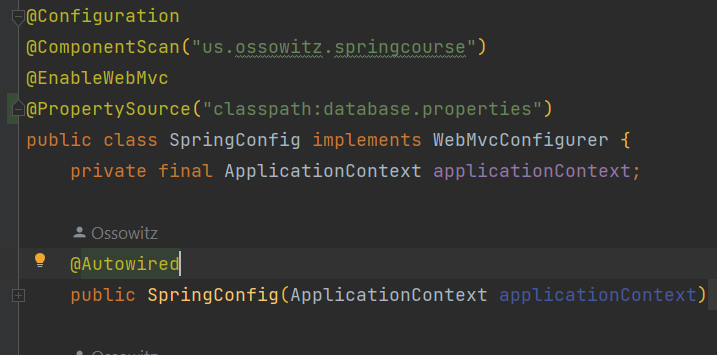 @Configuration
@ComponentScan("us.ossowitz.springcourse")
@EnableWebMvc
@PropertySource("classpath:database.properties")
public class SpringConfig implements WebMvcConfigurer {
private final ApplicationContext applicationContext;
Ossowitz
@Autowired
public SpringConfig(ApplicationContext applicationContext)
Ossowitz